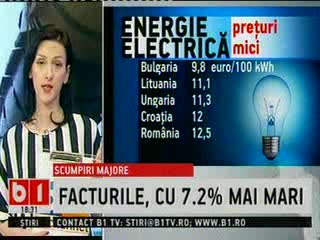 ENERGIE
ELECTRICĂ
prețuri
mici
Bulgaria 9,8 euro/100 kWh
Lituania 11,1
Ungaria 11,3
Croația 12
România 12,5
SCUMPIRI MAJORE
B1
FACTURILE, CU 7.2% MAI MARI
18:31
ȘTIRI CONTACT B1 TV: STIRI@B1TV.RO; WWW.B1.RO